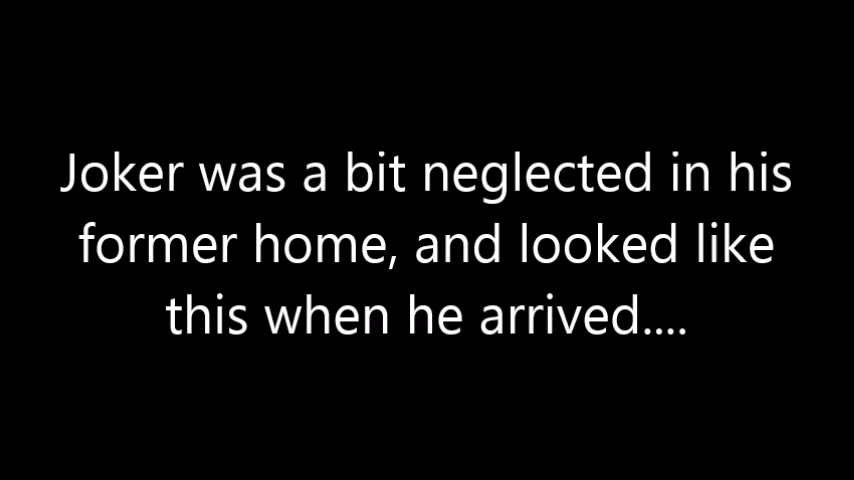 Joker was a bit neglected in his
former home, and looked like
this when he arrived....